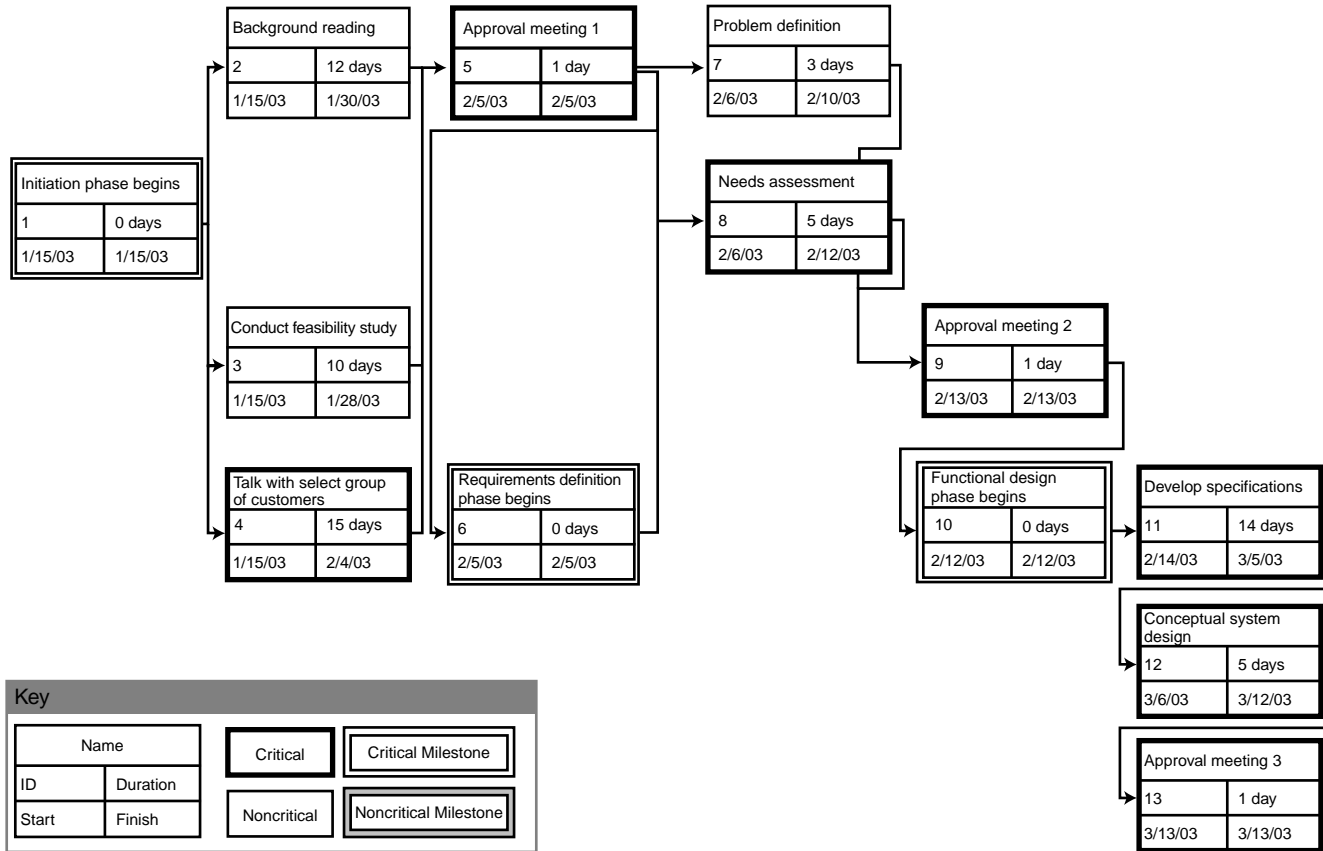 Background reading
2 12 days
1/15/03 1/30/03
Approval meeting 1
5 1 day
2/5/03 2/5/03
Problem definition
7 3 days
2/6/03 2/10/03
Initiation phase begins
1 0 days
1/15/03 1/15/03
Needs assessment
8 5 days
2/6/03 2/12/03
Conduct feasibility study
3 10 days
1/15/03 1/28/03
Approval meeting 2
9 1 day
2/13/03 2/13/03
Talk with select group
of customers
4 15 days
1/15/03 2/4/03
Requirements definition
phase begins
6 0 days
2/5/03 2/5/03
Functional design
phase begins
10 0 days
2/12/03 2/12/03
Develop specifications
11 14 days
2/14/03 3/5/03
Conceptual system
design
12 5 days
3/6/03 3/12/03
Approval meeting 3
13 1 day
3/13/03 3/13/03
Key
Name
ID Duration
Start Finish
Critical
Critical Milestone
Noncritical
Noncritical Milestone